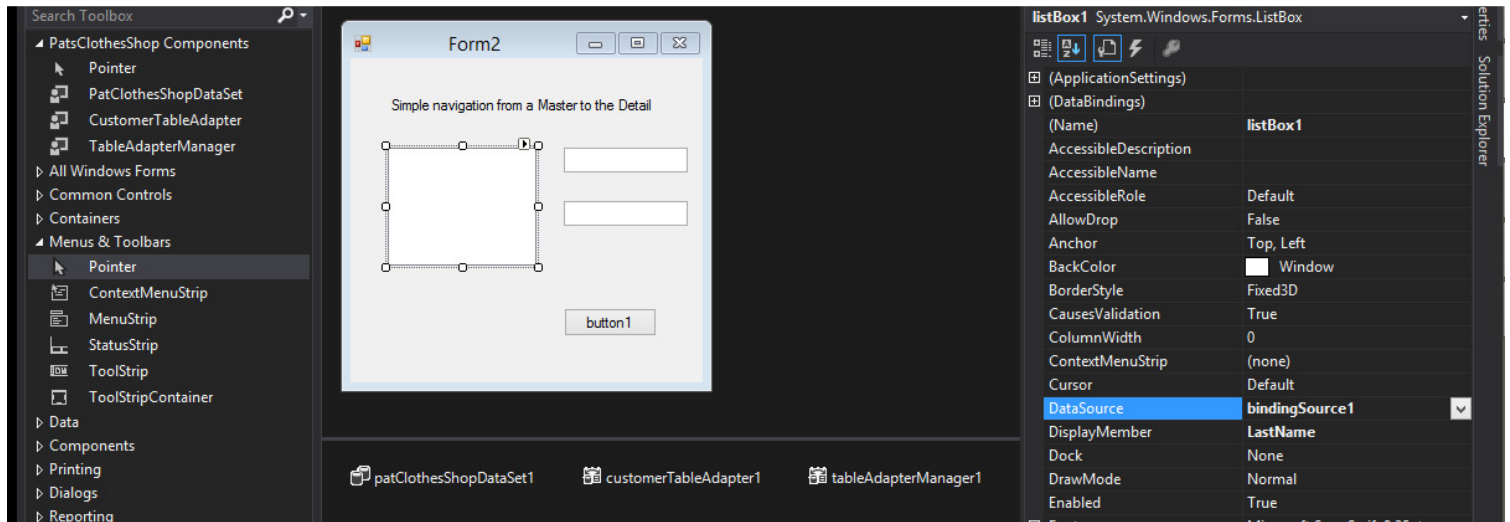 Search Toolbox
PatsClothesShop Components
Pointer
PatClothesShopDataSet
CustomerTableAdapter
TableAdapterManager
All Windows Forms
Common Controls
Containers
Menus & Toolbars
Pointer
ContextMenuStrip
MenuStrip
StatusStrip
ToolStrip
ToolStripContainer
Data
Components
Printing
Dialogs
Reporting
Form2
Simple navigation from a Master to the Detail
button1
patClothesShopDataSet1
customerTableAdapter1
tableAdapterManager1
listBox1 System.Windows.Forms.ListBox
(ApplicationSettings)
(DataBindings)
(Name) listBox1
AccessibleDescription
AccessibleName
AccessibleRole Default
AllowDrop False
Anchor Top, Left
BackColor Window
BorderStyle Fixed3D
CausesValidation True
ColumnWidth 0
ContextMenuStrip (none)
Cursor Default
DataSource bindingSource1
DisplayMember LastName
Dock None
DrawMode Normal
Enabled True
erties
Solution Explorer